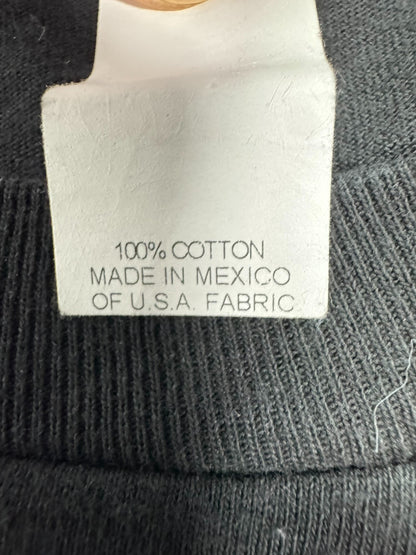 100% COTTON
MADE IN MEXICO
OF U.S.A. FABRIC